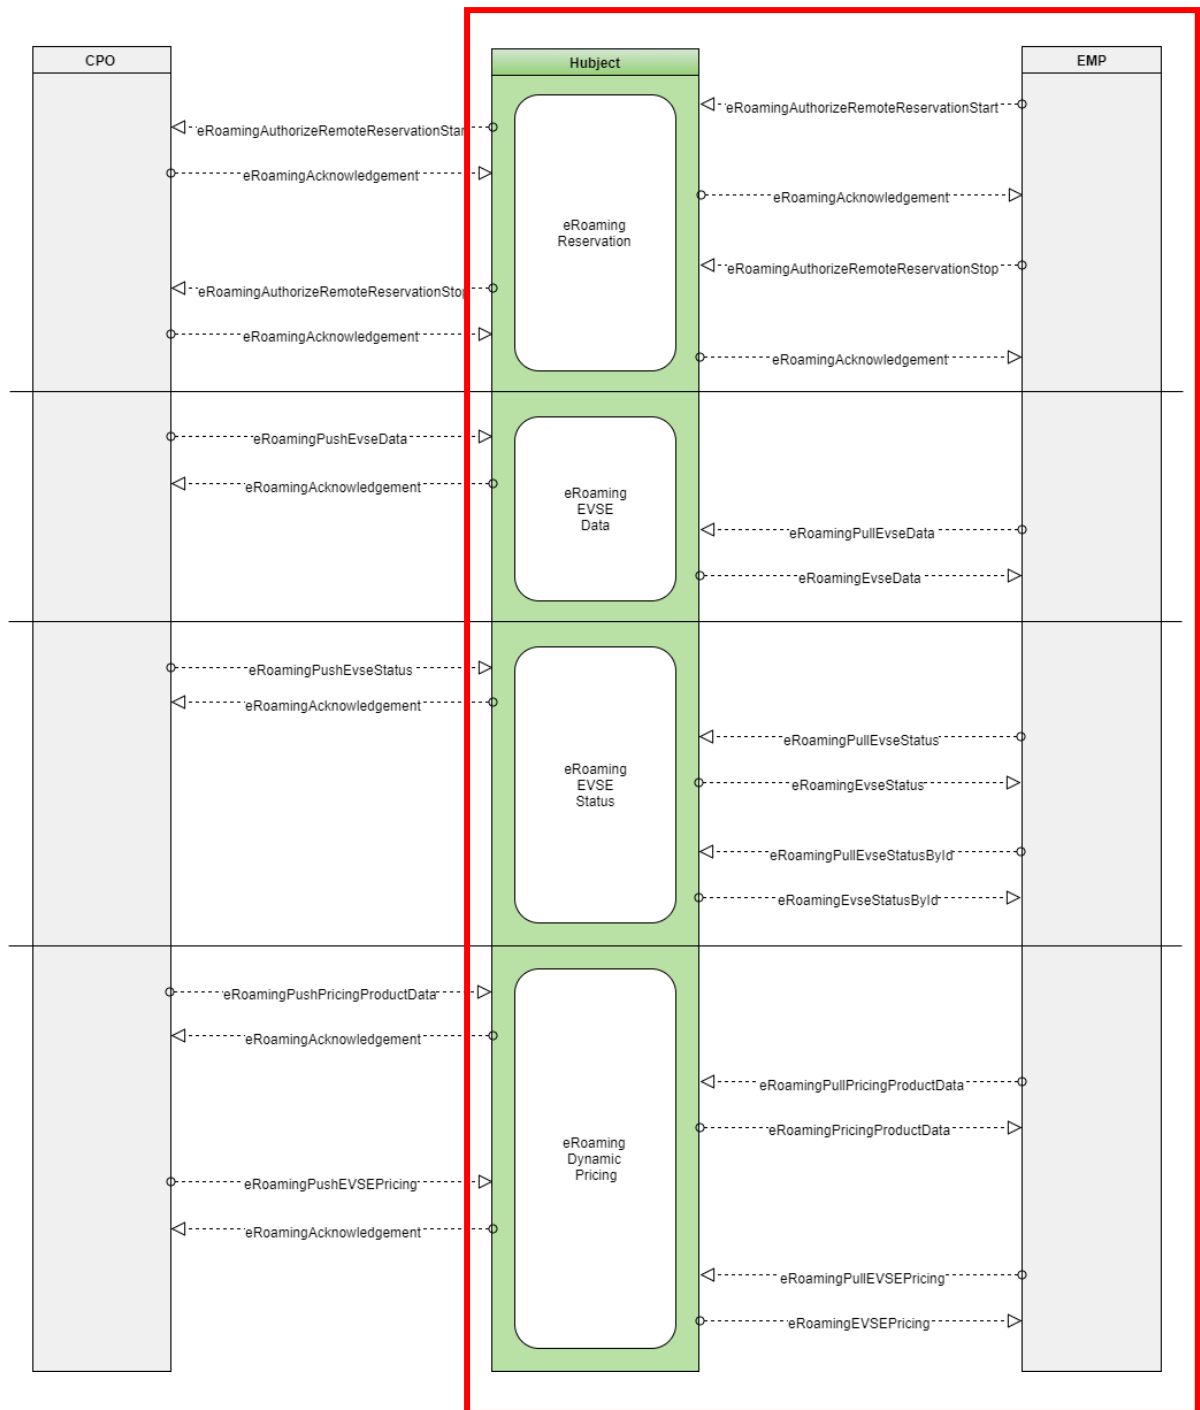 CPO
Hubject
EMP
eRoamingAuthorizeRemoteReservationStart
eRoamingAuthorizeRemoteReservationStar
eRoamingAcknowledgement
eRoamingAcknowledgement
eRoaming
Reservation
eRoamingAuthorizeRemoteReservationStop
eRoamingAuthorizeRemoteReservationStop
eRoamingAcknowledgement
eRoamingAcknowledgement
eRoamingPushEvseData
eRoamingAcknowledgement
eRoaming
EVSE
Data
eRoamingPullEvseData
eRoamingEvseData
eRoamingPushEvseStatus
eRoamingAcknowledgement
eRoamingPullEvseStatus
eRoaming
EVSE
Status
eRoamingEvseStatus
eRoamingPullEvseStatusById
eRoamingEvseStatusById
eRoamingPushPricingProductData
eRoamingAcknowledgement
eRoamingPullPricingProductData
eRoamingPricingProductData
eRoaming
Dynamic
Pricing
eRoamingPushEVSEPricing
eRoamingAcknowledgement
eRoamingPullEVSEPricing
eRoamingEVSEPricing